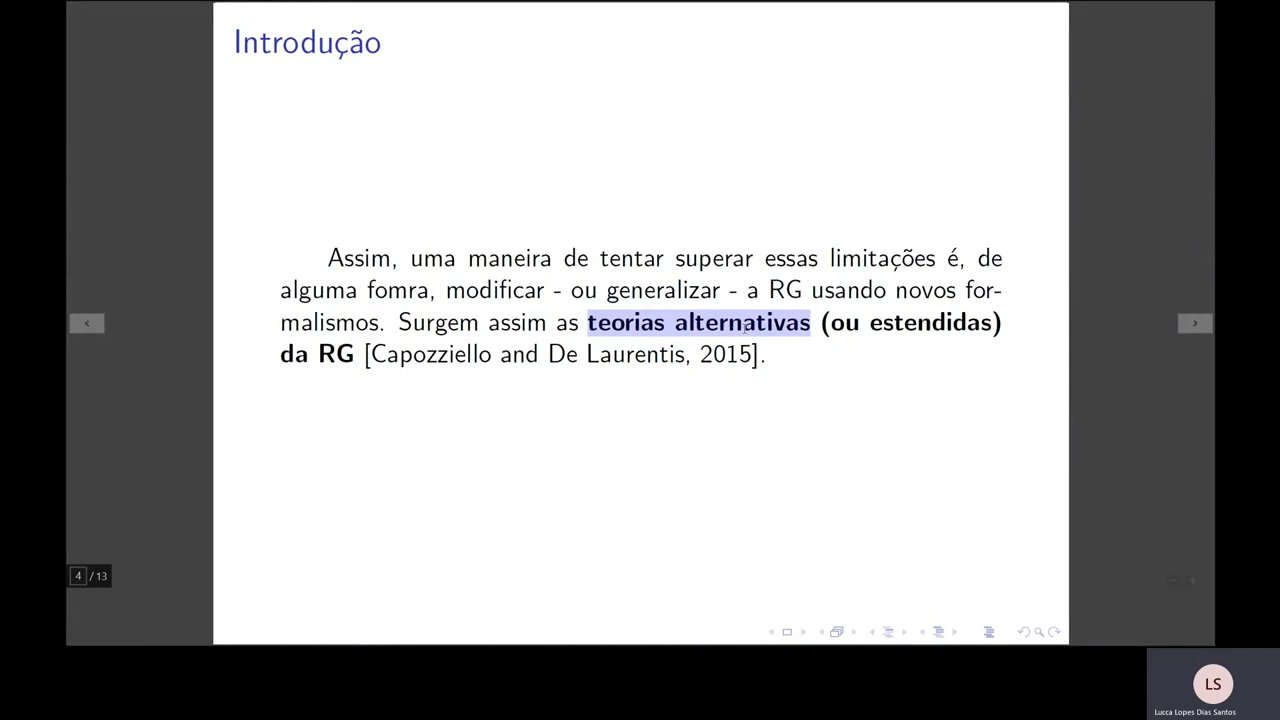 Introdução
Assim, uma maneira de tentar superar essas limitações é, de
alguma fomra, modificar - ou generalizar - a RG usando novos for-
malismos. Surgem assim as teorias alternativas (ou estendidas)
da RG [Capozziello and De Laurentis, 2015].
4 / 13
LS
Lucca Lopes Dias Santos